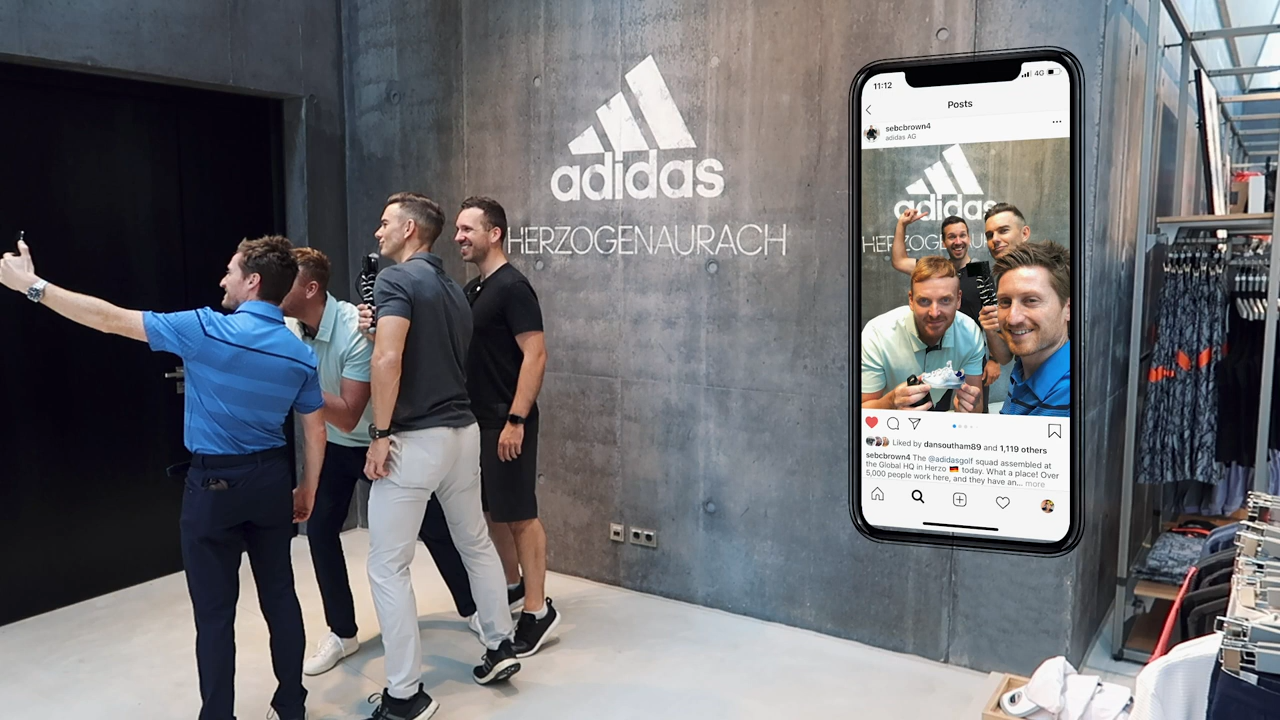 adidas
HERZOGENAURACH
11:12
4G
Posts
sebcbrown4
adidas AG
adidas
HERZOGENAU
Liked by dansoutham89 and 1,119 others
sebcbrown4 The @adidasgolf squad assembled at
the Global HQ in Herzo 🇩🇪 today. What a place! Over
5,000 people work here, and they have an... more